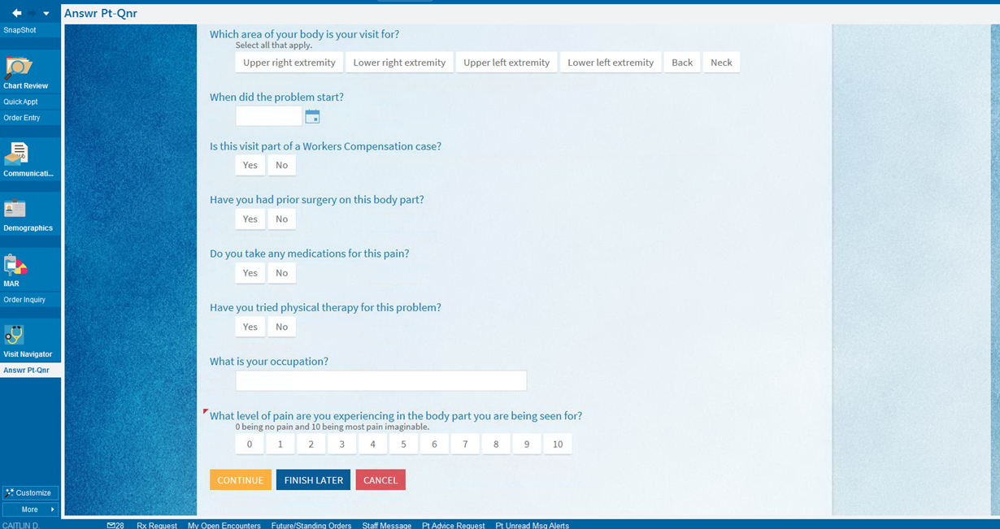 Answr Pt-Qnr
SnapShot
Chart Review
Quick Appt
Order Entry
Communicati...
Demographics
MAR
Order Inquiry
Visit Navigator
Answr Pt-Qnr
Customize
More
Which area of your body is your visit for?
Select all that apply.
Upper right extremity Lower right extremity Upper left extremity Lower left extremity Back Neck
When did the problem start?
Is this visit part of a Workers Compensation case?
Yes No
Have you had prior surgery on this body part?
Yes No
Do you take any medications for this pain?
Yes No
Have you tried physical therapy for this problem?
Yes No
What is your occupation?
What level of pain are you experiencing in the body part you are being seen for?
0 being no pain and 10 being most pain imaginable.
0 1 2 3 4 5 6 7 8 9 10
CONTINUE FINISH LATER CANCEL
CAITLIN D. 28 Rx Request My Open Encounters Future/Standing Orders Staff Message Pt Advice Request Pt Unread Msg Alerts